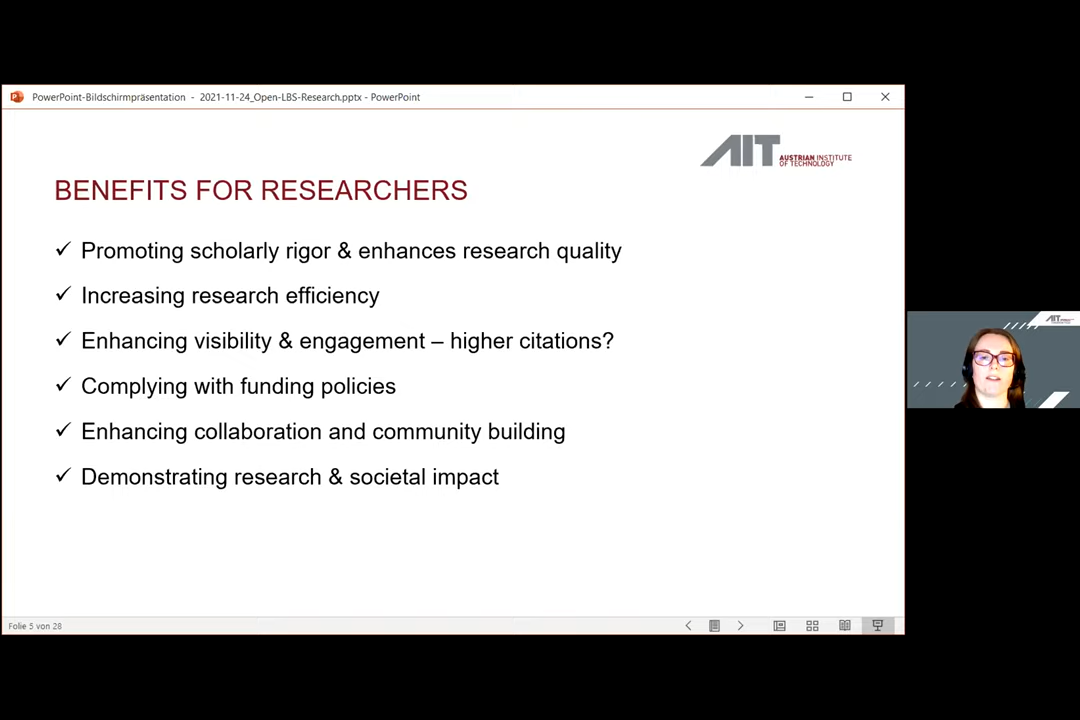 PowerPoint-Bildschirmpräsentation - 2021-11-24_Open-LBS-Research.pptx - PowerPoint
AIT AUSTRIAN INSTITUTE
OF TECHNOLOGY
BENEFITS FOR RESEARCHERS
✓ Promoting scholarly rigor & enhances research quality
✓ Increasing research efficiency
✓ Enhancing visibility & engagement – higher citations?
✓ Complying with funding policies
✓ Enhancing collaboration and community building
✓ Demonstrating research & societal impact
AIT
Folie 5 von 28